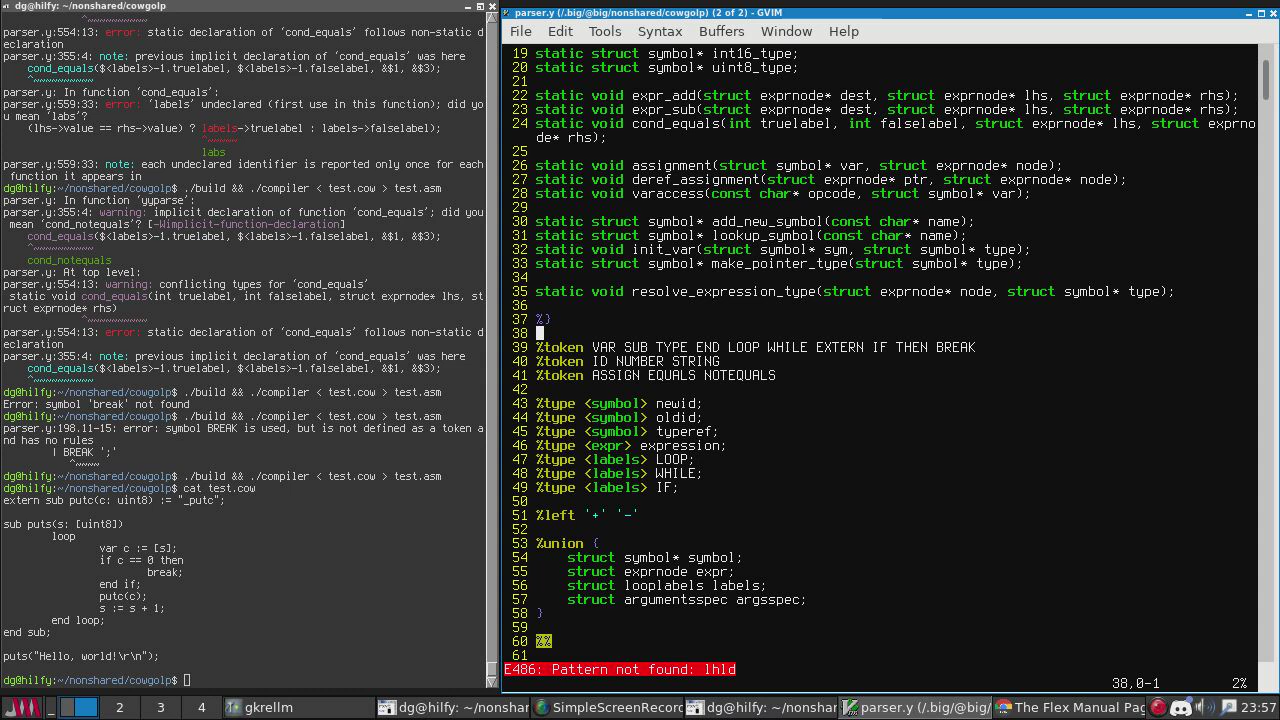 dg@hilfy: ~/nonshared/cowgolp
^~~~~~~~~~~~
parser.y:554:13: error: static declaration of ‘cond_equals’ follows non-static d
eclaration
parser.y:355:4: note: previous implicit declaration of ‘cond_equals’ was here
cond_equals($<labels>-1.truelabel, $<labels>-1.falselabel, &$1, &$3);
^~~~~~~~~~~~
parser.y: In function ‘cond_equals’:
parser.y:559:33: error: ‘labels’ undeclared (first use in this function); did yo
u mean ‘labs’?
(lhs->value == rhs->value) ? labels->truelabel : labels->falselabel);
^~~~~~
labs
parser.y:559:33: note: each undeclared identifier is reported only once for each
function it appears in
dg@hilfy:~/nonshared/cowgolp$ ./build && ./compiler < test.cow > test.asm
parser.y: In function ‘yyparse’:
parser.y:355:4: warning: implicit declaration of function ‘cond_equals’; did you
mean ‘cond_notequals’? [-Wimplicit-function-declaration]
cond_equals($<labels>-1.truelabel, $<labels>-1.falselabel, &$1, &$3);
^~~~~~~~~~~~
cond_notequals
parser.y: At top level:
parser.y:554:13: warning: conflicting types for ‘cond_equals’
static void cond_equals(int truelabel, int falselabel, struct exprnode* lhs, st
ruct exprnode* rhs)
^~~~~~~~~~~~
parser.y:554:13: error: static declaration of ‘cond_equals’ follows non-static d
eclaration
parser.y:355:4: note: previous implicit declaration of ‘cond_equals’ was here
cond_equals($<labels>-1.truelabel, $<labels>-1.falselabel, &$1, &$3);
^~~~~~~~~~~~
dg@hilfy:~/nonshared/cowgolp$ ./build && ./compiler < test.cow > test.asm
Error: symbol 'break' not found
dg@hilfy:~/nonshared/cowgolp$ ./build && ./compiler < test.cow > test.asm
parser.y:198.11-15: error: symbol BREAK is used, but is not defined as a token a
nd has no rules
| BREAK ';'
^~~~~
dg@hilfy:~/nonshared/cowgolp$ ./build && ./compiler < test.cow > test.asm
dg@hilfy:~/nonshared/cowgolp$ cat test.cow
extern sub putc(c: uint8) := "_putc";
sub puts(s: [uint8])
loop
var c := [s];
if c == 0 then
break;
end if;
putc(c);
s := s + 1;
end loop;
end sub;
puts("Hello, world!\r\n");
dg@hilfy:~/nonshared/cowgolp$
parser.y (/.big/@big/nonshared/cowgolp) (2 of 2) - GVIM
File Edit Tools Syntax Buffers Window Help
19 static struct symbol* int16_type;
20 static struct symbol* uint8_type;
21
22 static void expr_add(struct exprnode* dest, struct exprnode* lhs, struct exprnode* rhs);
23 static void expr_sub(struct exprnode* dest, struct exprnode* lhs, struct exprnode* rhs);
24 static void cond_equals(int truelabel, int falselabel, struct exprnode* lhs, struct exprno
de* rhs);
25
26 static void assignment(struct symbol* var, struct exprnode* node);
27 static void deref_assignment(struct exprnode* ptr, struct exprnode* node);
28 static void varaccess(const char* opcode, struct symbol* var);
29
30 static struct symbol* add_new_symbol(const char* name);
31 static struct symbol* lookup_symbol(const char* name);
32 static void init_var(struct symbol* sym, struct symbol* type);
33 static struct symbol* make_pointer_type(struct symbol* type);
34
35 static void resolve_expression_type(struct exprnode* node, struct symbol* type);
36
37 %}
38
39 %token VAR SUB TYPE END LOOP WHILE EXTERN IF THEN BREAK
40 %token ID NUMBER STRING
41 %token ASSIGN EQUALS NOTEQUALS
42
43 %type <symbol> newid;
44 %type <symbol> oldid;
45 %type <symbol> typeref;
46 %type <expr> expression;
47 %type <labels> LOOP;
48 %type <labels> WHILE;
49 %type <labels> IF;
50
51 %left '+' '-'
52
53 %union {
54 struct symbol* symbol;
55 struct exprnode expr;
56 struct looplabels labels;
57 struct argumentsspec argsspec;
58 }
59
60 %%
61
E486: Pattern not found: lhld
38,0-1 2%
2 3 4 gkrellm dg@hilfy: ~/nonshar SimpleScreenRecord dg@hilfy: ~/nonshar parser.y (/.big/@big/ The Flex Manual Pag 23:57